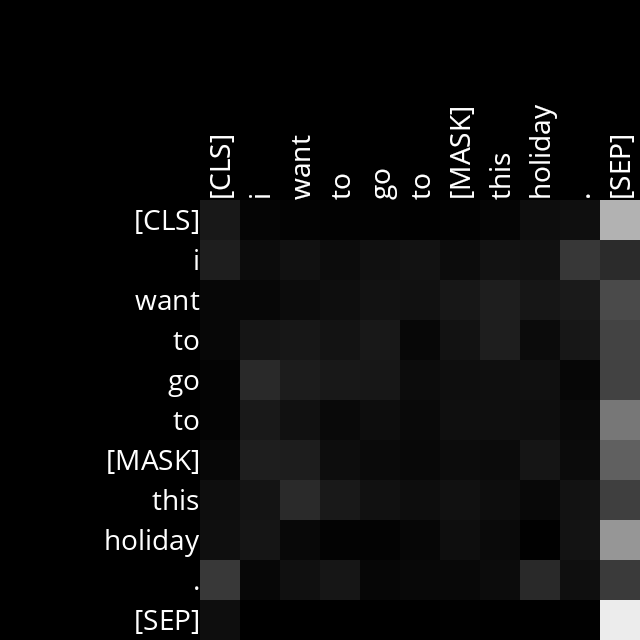 [CLS] i want to go to [MASK] this holiday . [SEP]
[CLS]
i
want
to
go
to
[MASK]
this
holiday
.
[SEP]